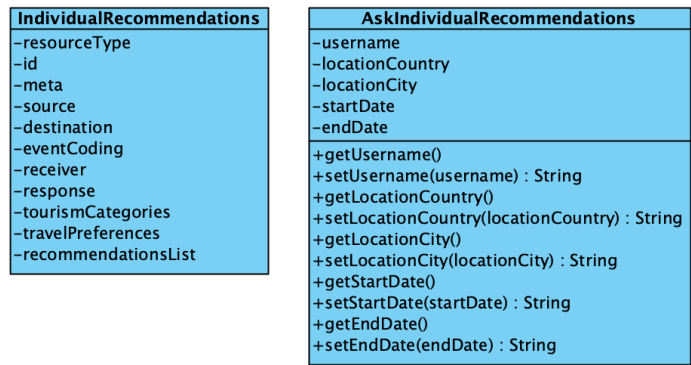 IndividualRecommendations
-resourceType
-id
-meta
-source
-destination
-eventCoding
-receiver
-response
-tourismCategories
-travelPreferences
-recommendationsList
AskIndividualRecommendations
-username
-locationCountry
-locationCity
-startDate
-endDate
+getUsername()
+setUsername(username) : String
+getLocationCountry()
+setLocationCountry(locationCountry) : String
+getLocationCity()
+setLocationCity(locationCity) : String
+getStartDate()
+setStartDate(startDate) : String
+getEndDate()
+setEndDate(endDate) : String